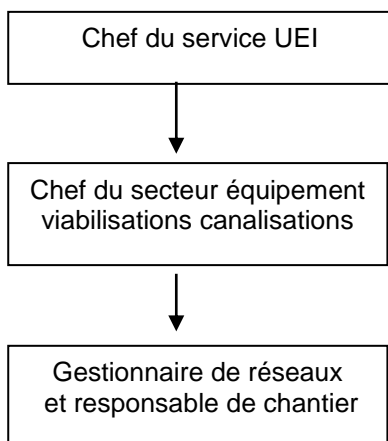 Chef du service UEI
Chef du secteur équipement
viabilisations canalisations
Gestionnaire de réseaux
et responsable de chantier